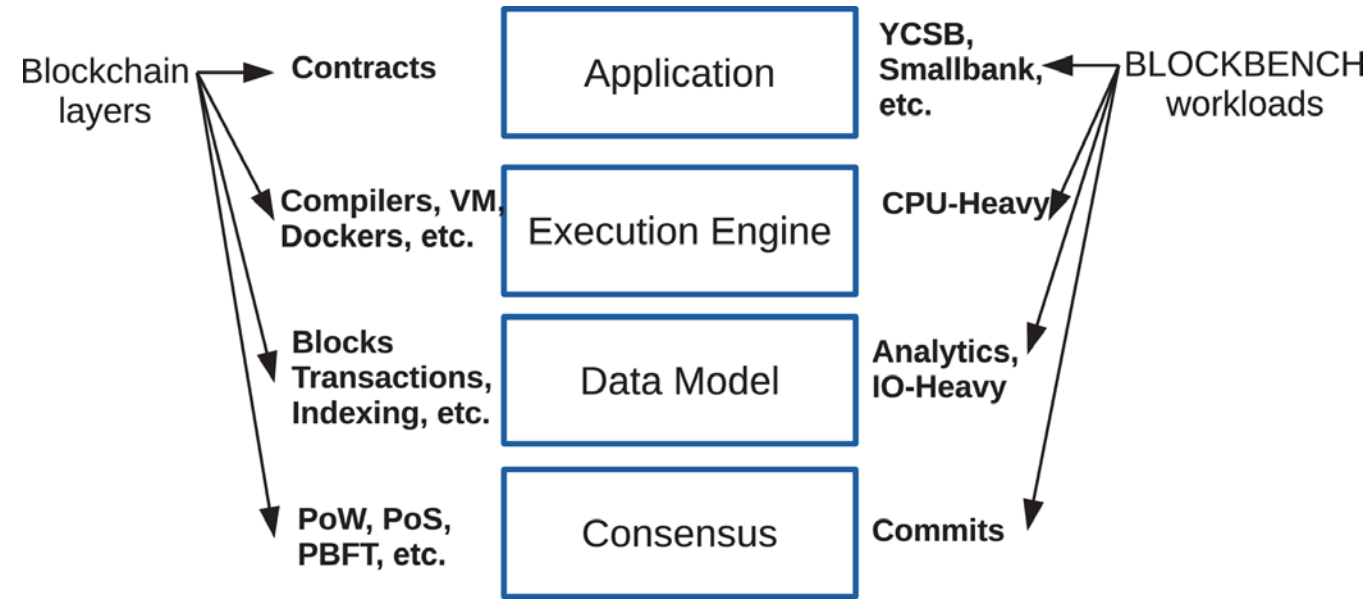 Blockchain
layers
Contracts
Application
YCSB,
Smallbank,
etc.
BLOCKBENCH
workloads
Compilers, VM,
Dockers, etc.
Execution Engine
CPU-Heavy
Blocks
Transactions,
Indexing, etc.
Data Model
Analytics,
IO-Heavy
PoW, PoS,
PBFT, etc.
Consensus
Commits